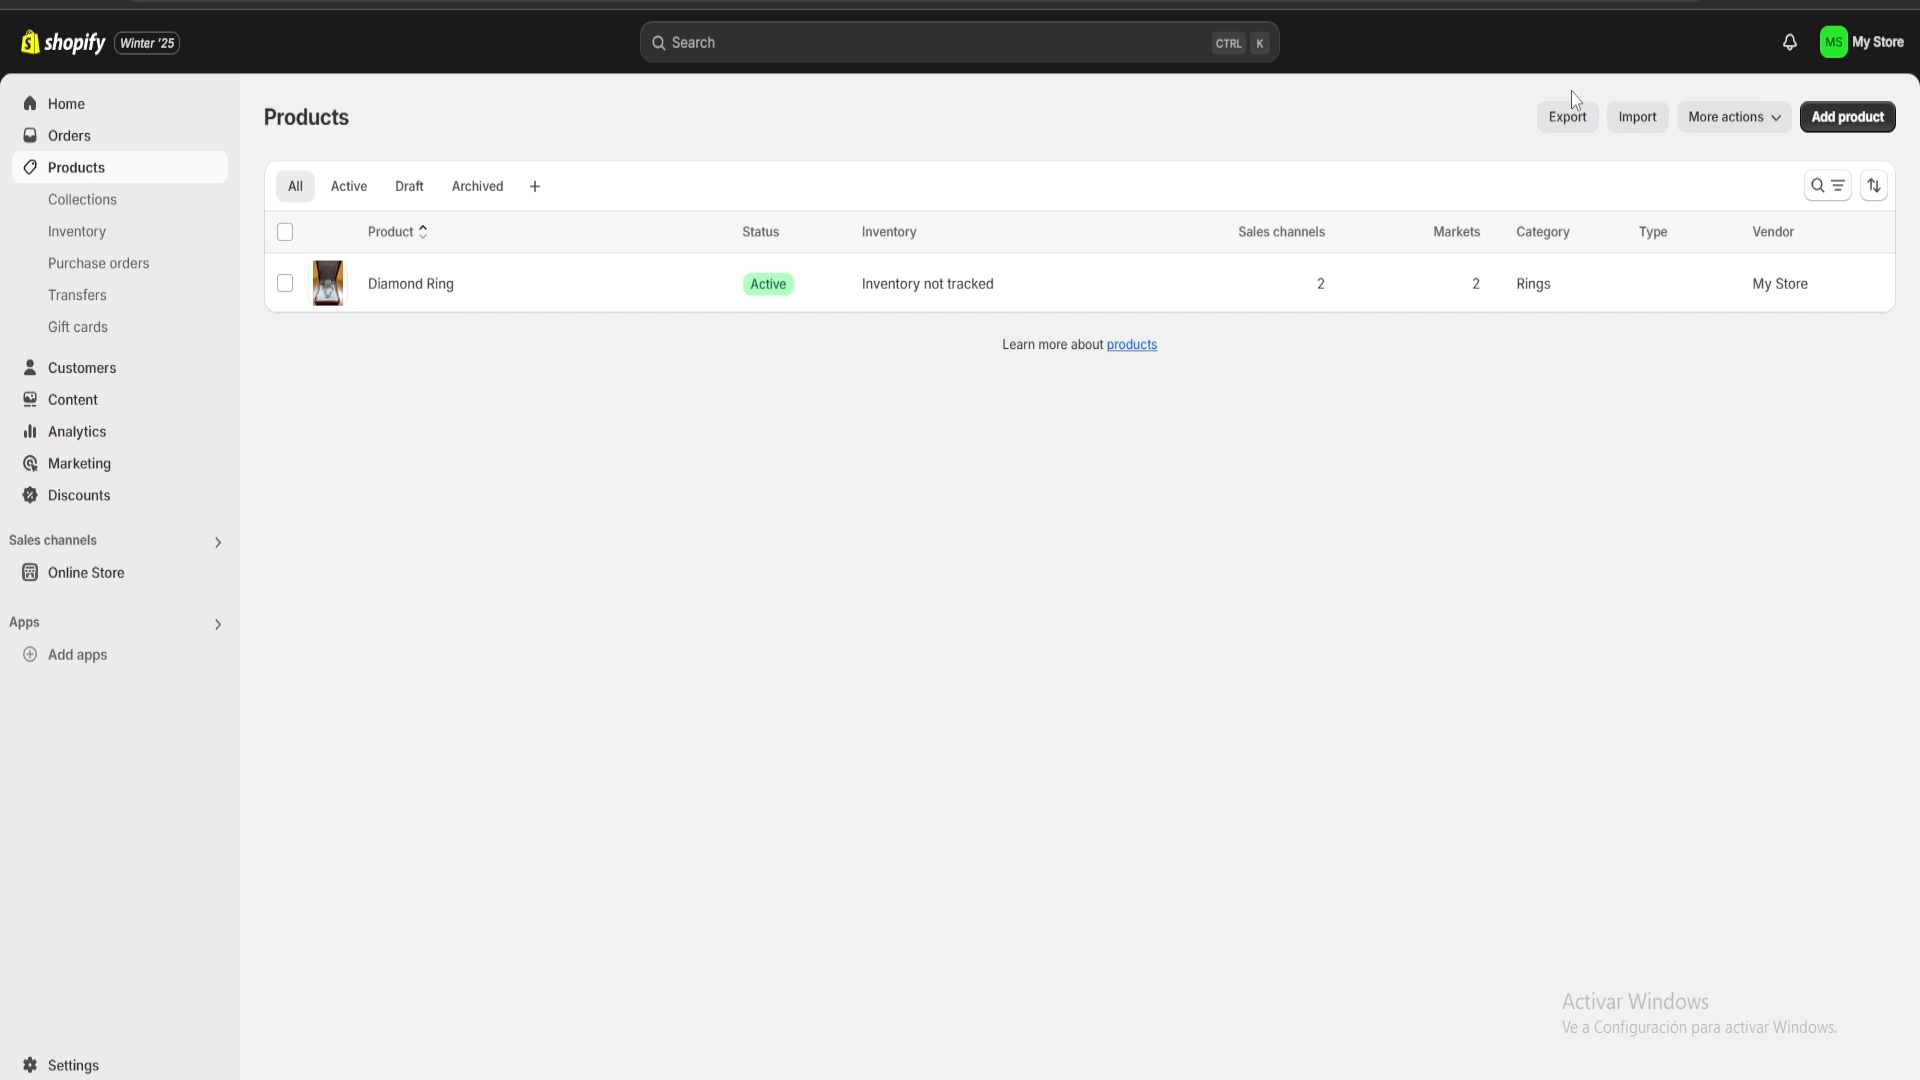 shopify Winter '25
Search CTRL K
MS My Store
Home
Orders
Products
Collections
Inventory
Purchase orders
Transfers
Gift cards
Customers
Content
Analytics
Marketing
Discounts
Sales channels
Online Store
Apps
Add apps
Settings
Products
Export Import More actions Add product
All Active Draft Archived +
Product Status Inventory Sales channels Markets Category Type Vendor
Diamond Ring Active Inventory not tracked 2 2 Rings My Store
Learn more about products
Activar Windows
Ve a Configuración para activar Windows.